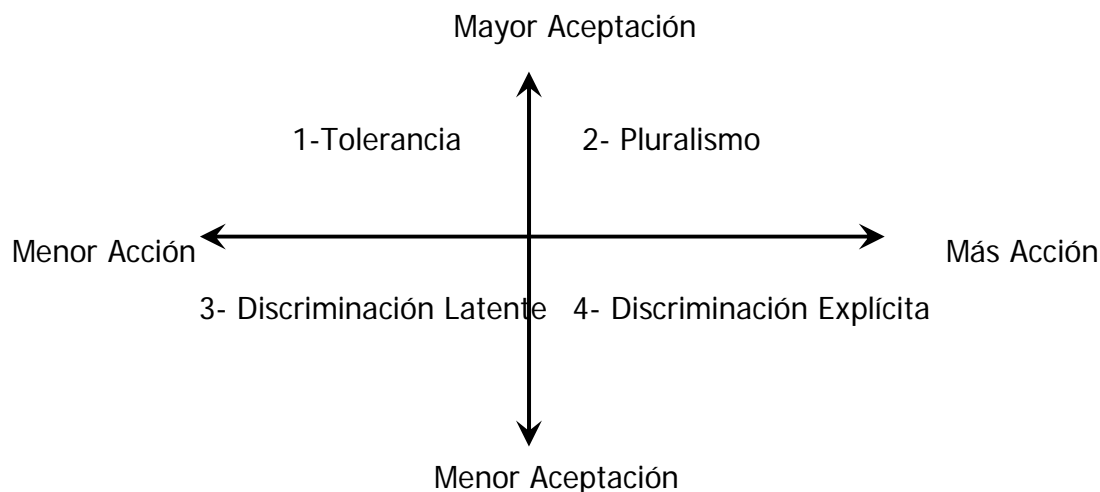 Mayor Aceptación
1-Tolerancia
2- Pluralismo
Menor Acción
Más Acción
3- Discriminación Latente
4- Discriminación Explícita
Menor Aceptación